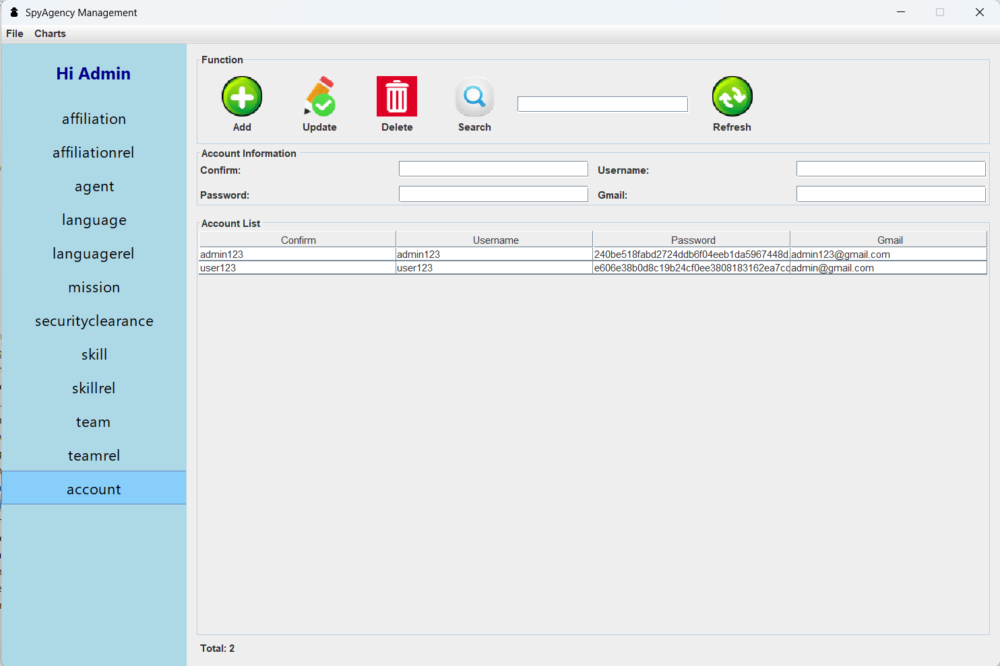 SpyAgency Management
File Charts
Hi Admin
affiliation
affiliationrel
agent
language
languagerel
mission
securityclearance
skill
skillrel
team
teamrel
account
Function
Add Update Delete Search Refresh
Account Information
Confirm: Username:
Password: Gmail:
Account List
Confirm Username Password Gmail
admin123 admin123 240be518fabd2724ddb6f04eeb1da5967448d. admin123@gmail.com
user123 user123 e606e38b0d8c19b24cf0ee3808183162ea7cd admin@gmail.com
Total: 2